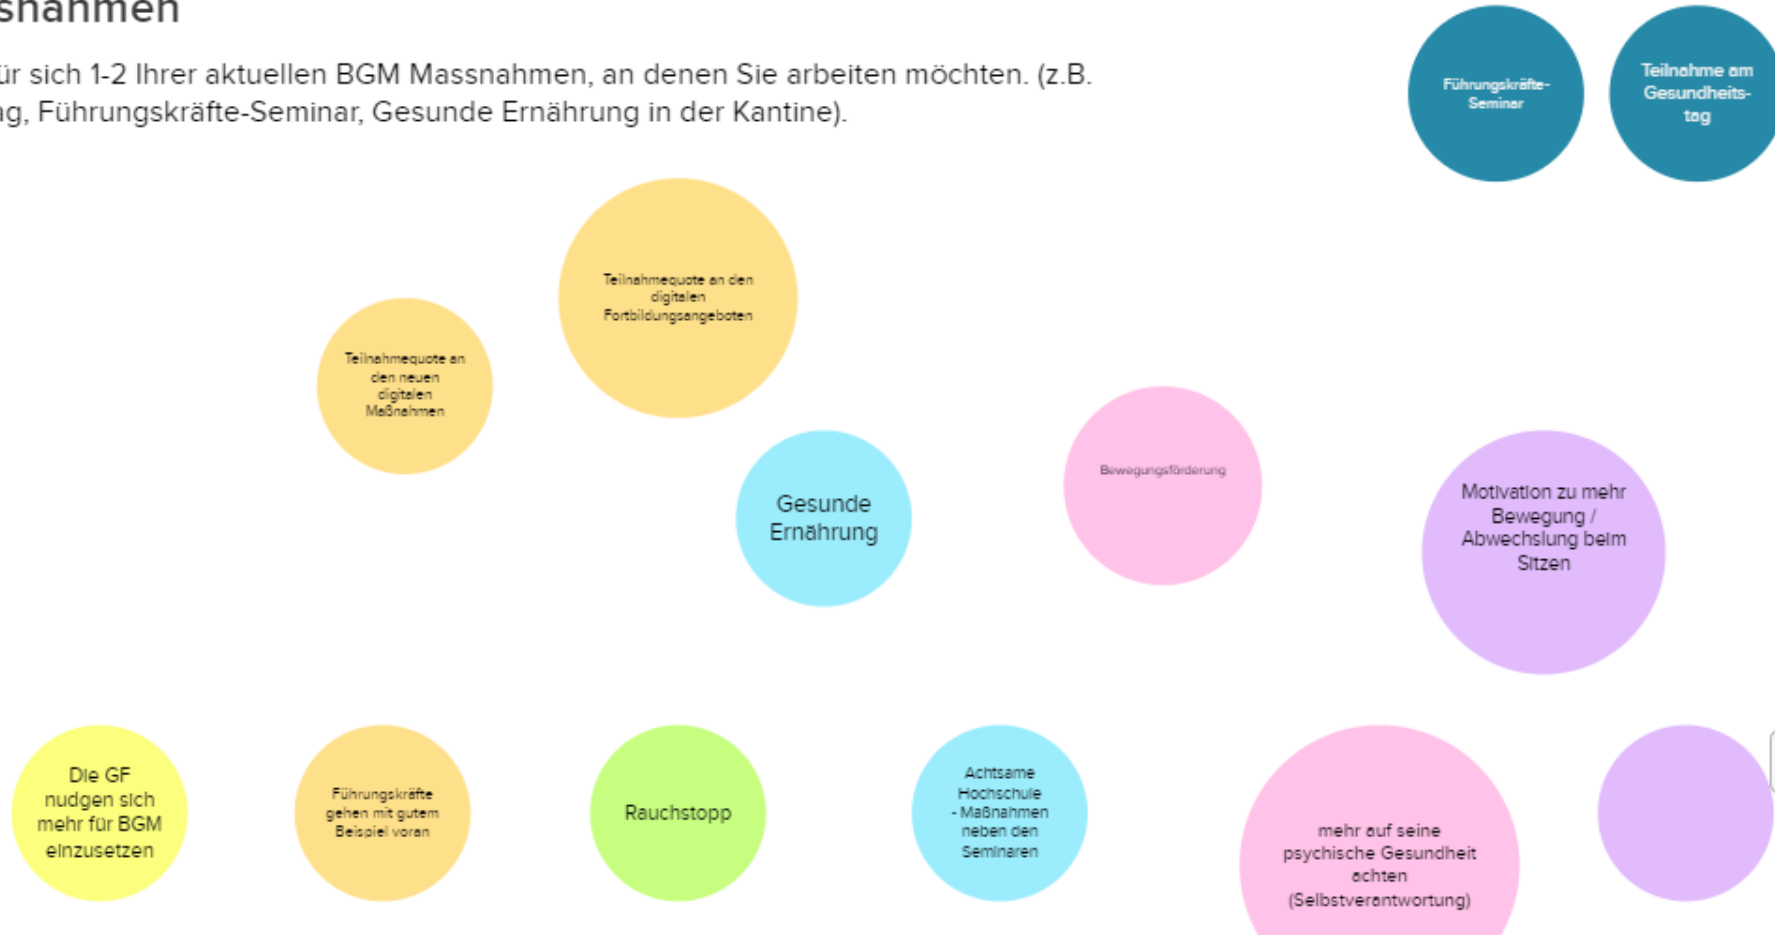 snahmen
ür sich 1-2 Ihrer aktuellen BGM Massnahmen, an denen Sie arbeiten möchten. (z.B.
ag, Führungskräfte-Seminar, Gesunde Ernährung in der Kantine).
Führungskräfte-
Seminar
Teilnahme am
Gesundheits-
tag
Teilnahmequote an den
digitalen
Fortbildungsangeboten
Teilnahmequote an
den neuen
digitalen
Maßnahmen
Gesunde
Ernährung
Bewegungsförderung
Motivation zu mehr
Bewegung /
Abwechslung beim
Sitzen
Die GF
nudgen sich
mehr für BGM
einzusetzen
Führungskräfte
gehen mit gutem
Beispiel voran
Rauchstopp
Achtsame
Hochschule
- Maßnahmen
neben den
Seminaren
mehr auf seine
psychische Gesundheit
achten
(Selbstverantwortung)